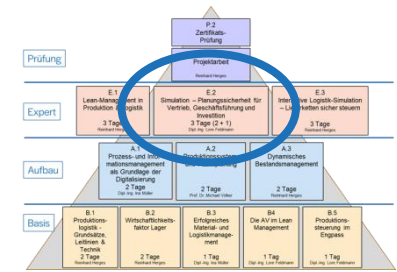 P.2
Zertifikats-
Prüfung
Prüfung
Projektarbeit
Reinhard Herges
Expert
E.1
Lean-Management in
Produktion & Logistik
3 Tage
Reinhard Herges
E.2
Simulation – Planungssicherheit für
Vertrieb, Geschäftsführung und
Investition
3 Tage (2 + 1)
Dipl.-Ing. Lore Feldmann
E.3
Logistik-Simulation
– Lieferketten sicher steuern
3 Tage
Reinhard Herges
Aufbau
A.1
Prozess- und
mationsmanagement
als Grundlage der
Digitalisierung
2 Tage
Dipl.-Ing. Ina Müller
A.2
2 Tage
Prof. Dr. Michael Völker
A.3
Dynamisches
Bestandsmanagement
2 Tage
Reinhard Herges
Basis
B.1
Produktions-
logistik -
Grundsätze,
Leitlinien &
Technik
2 Tage
Reinhard Herges
B.2
Wirtschaftlichkeits-
faktor Lager
2 Tage
Reinhard Herges
B.3
Erfolgreiches
Material- und
Logistikmanage-
ment
1 Tag
Dipl.-Ing. Ina Müller
B4
Die AV im Lean
Management
1 Tag
Dipl.-Ing. Lore Feldmann
B.5
Produktions-
steuerung im
Engpass
1 Tag
Dipl.-Ing. Lore Feldmann